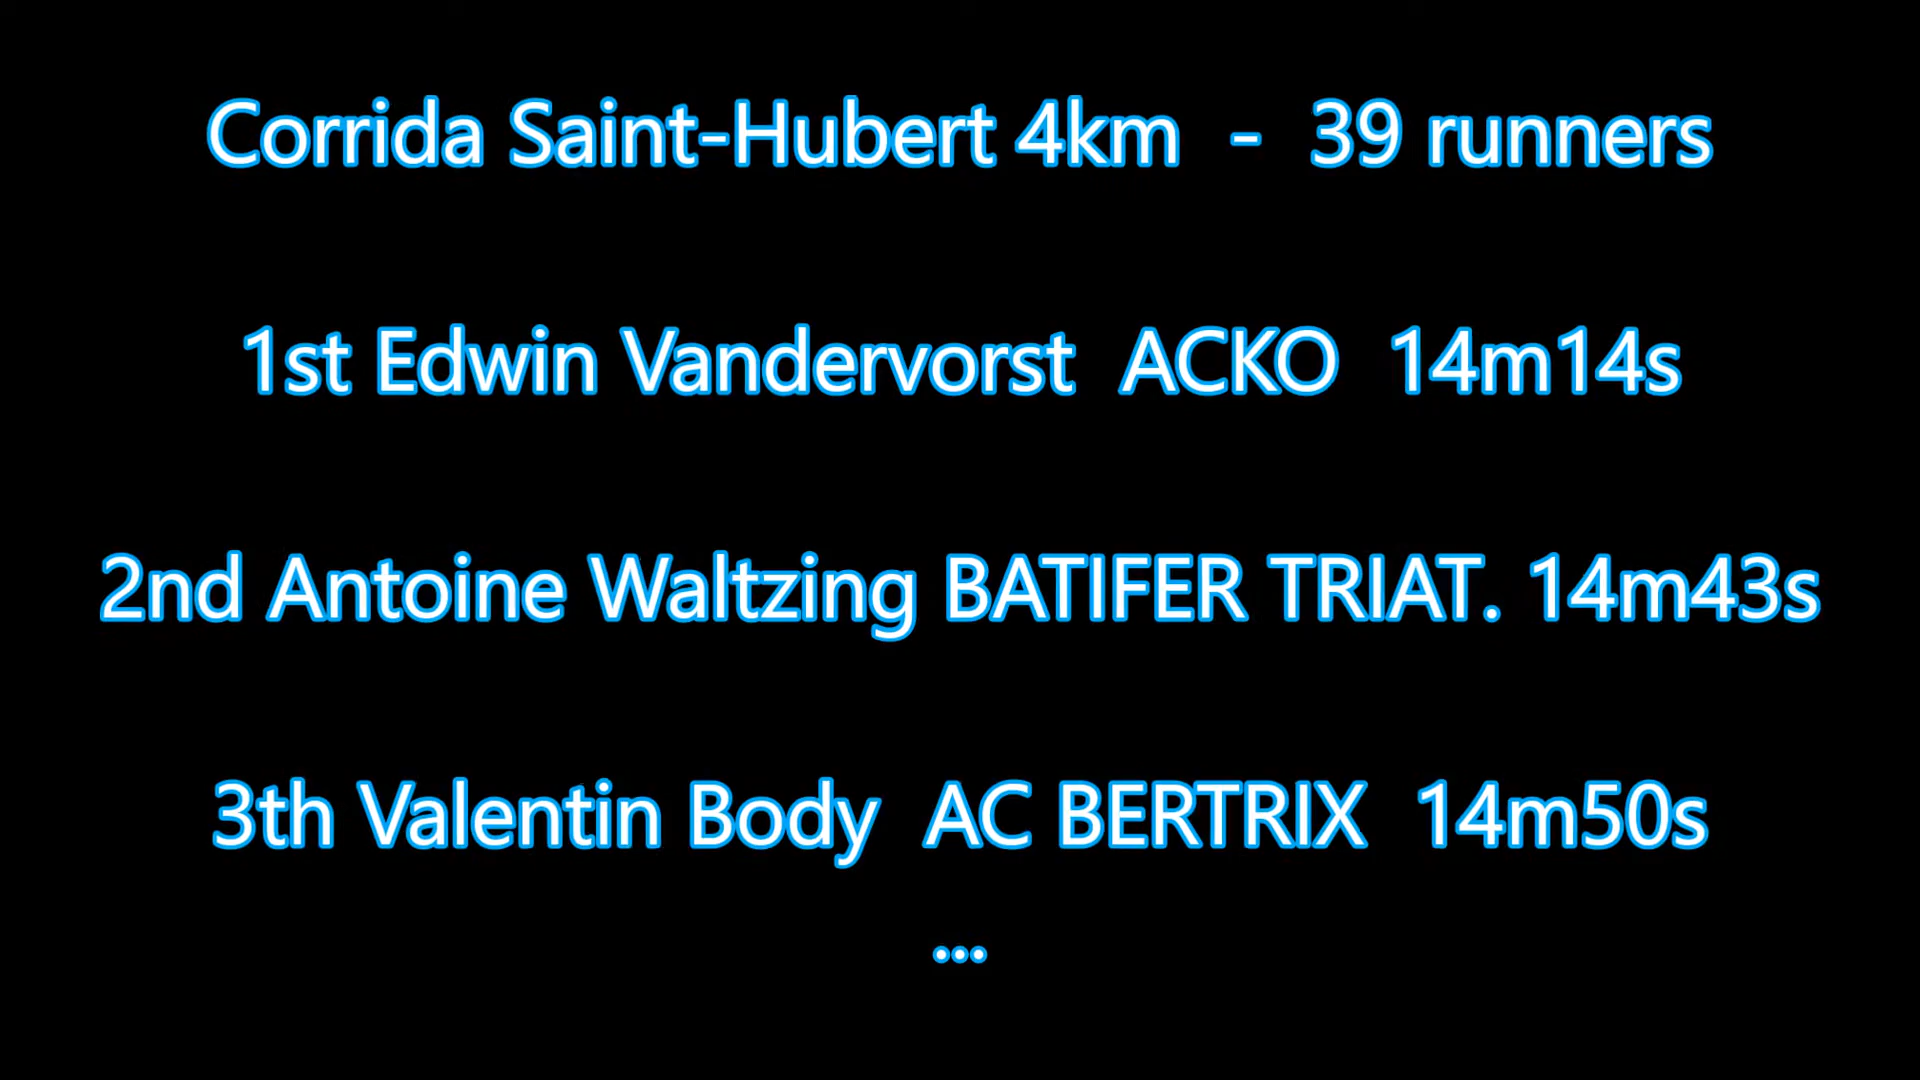 Corrida Saint-Hubert 4km - 39 runners
1st Edwin Vandervorst ACKO 14m14s
2nd Antoine Waltzing BATIFER TRIAT. 14m43s
3th Valentin Body AC BERTRIX 14m50s
...